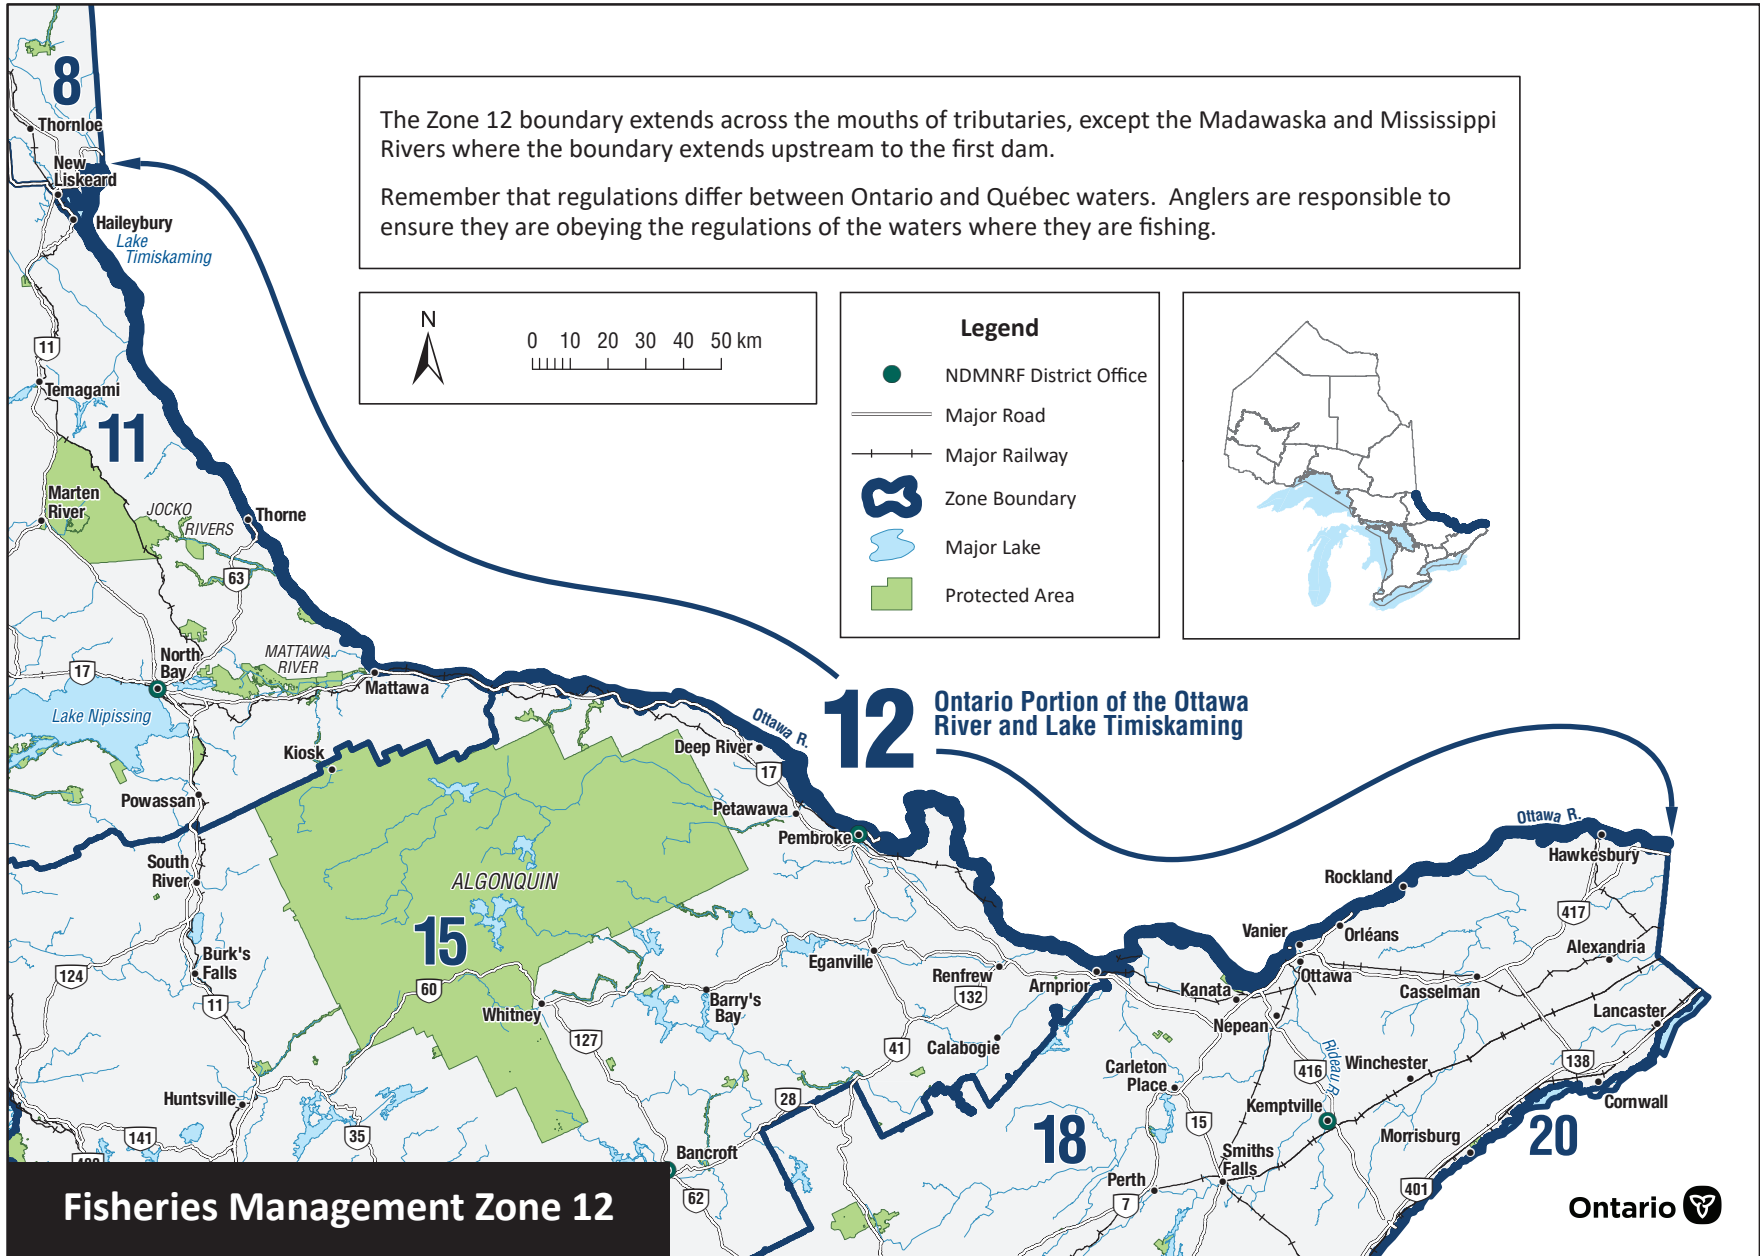 8
Thornloe
New
Liskeard
Haileybury
Lake
Timiskaming
The Zone 12 boundary extends across the mouths of tributaries, except the Madawaska and Mississippi
Rivers where the boundary extends upstream to the first dam.
Remember that regulations differ between Ontario and Québec waters.  Anglers are responsible to
ensure they are obeying the regulations of the waters where they are fishing.
N
0 10 20 30 40 50 km
Legend
NDMNRF District Office
Major Road
Major Railway
Zone Boundary
Major Lake
Protected Area
11
Temagami
11
Marten
River
JOCKO
RIVERS
Thorne
63
North
Bay
MATTAWA
RIVER
17
Mattawa
Lake Nipissing
12
Ontario Portion of the Ottawa
River and Lake Timiskaming
Ottawa R.
Deep River
17
Kiosk
Powassan
Petawawa
Pembroke
Ottawa R.
Hawkesbury
South
River
ALGONQUIN
Rockland
15
417
Vanier
Orléans
Alexandria
Burk's
Falls
124
60
Eganville
Renfrew
132
Arnprior
Kanata
Ottawa
Casselman
11
Whitney
Barry's
Bay
Nepean
Lancaster
127
41
Calabogie
Rideau R.
Winchester
138
Carleton
Place
416
Huntsville
28
Kemptville
Cornwall
141
35
18
15
Morrisburg
20
Bancroft
Smiths
Falls
Perth
62
7
401
Fisheries Management Zone 12
Ontario